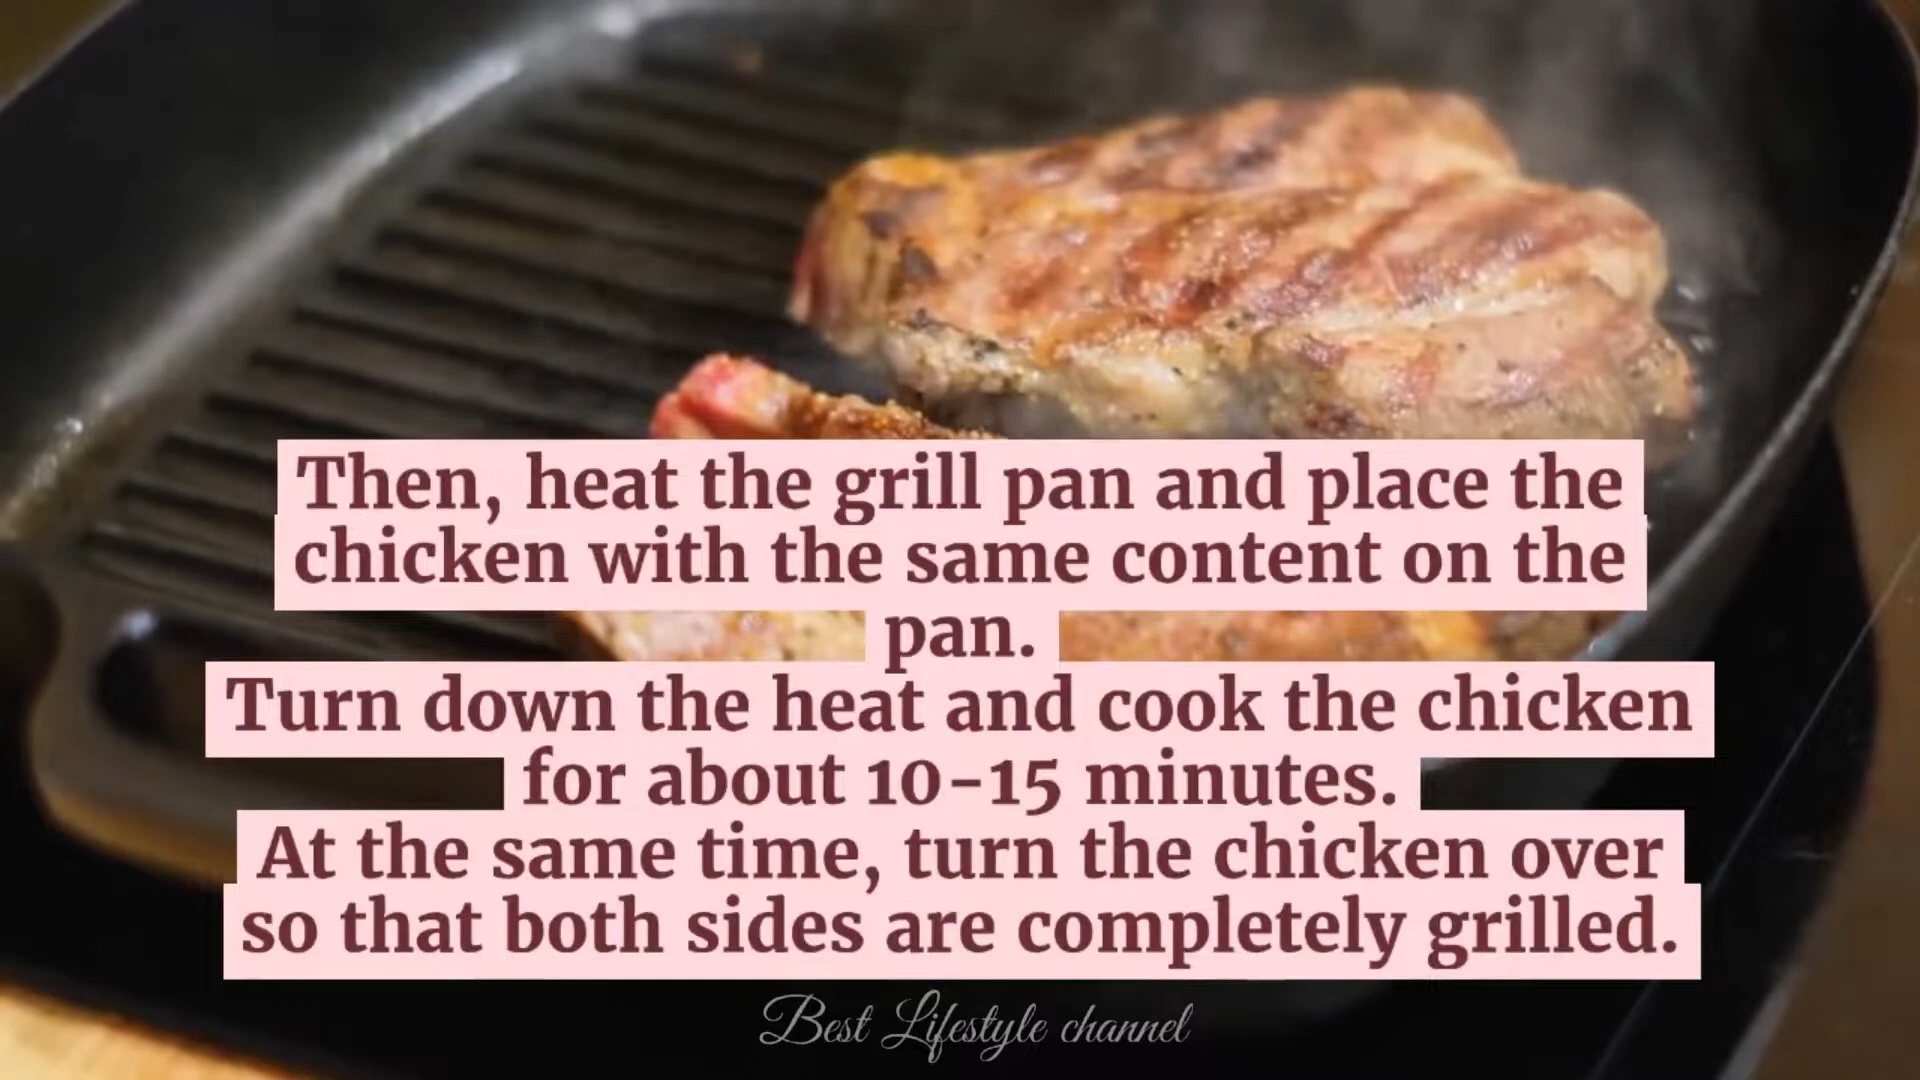 Then, heat the grill pan and place the
chicken with the same content on the
pan.
Turn down the heat and cook the chicken
for about 10-15 minutes.
At the same time, turn the chicken over
so that both sides are completely grilled.
Best Lifestyle channel